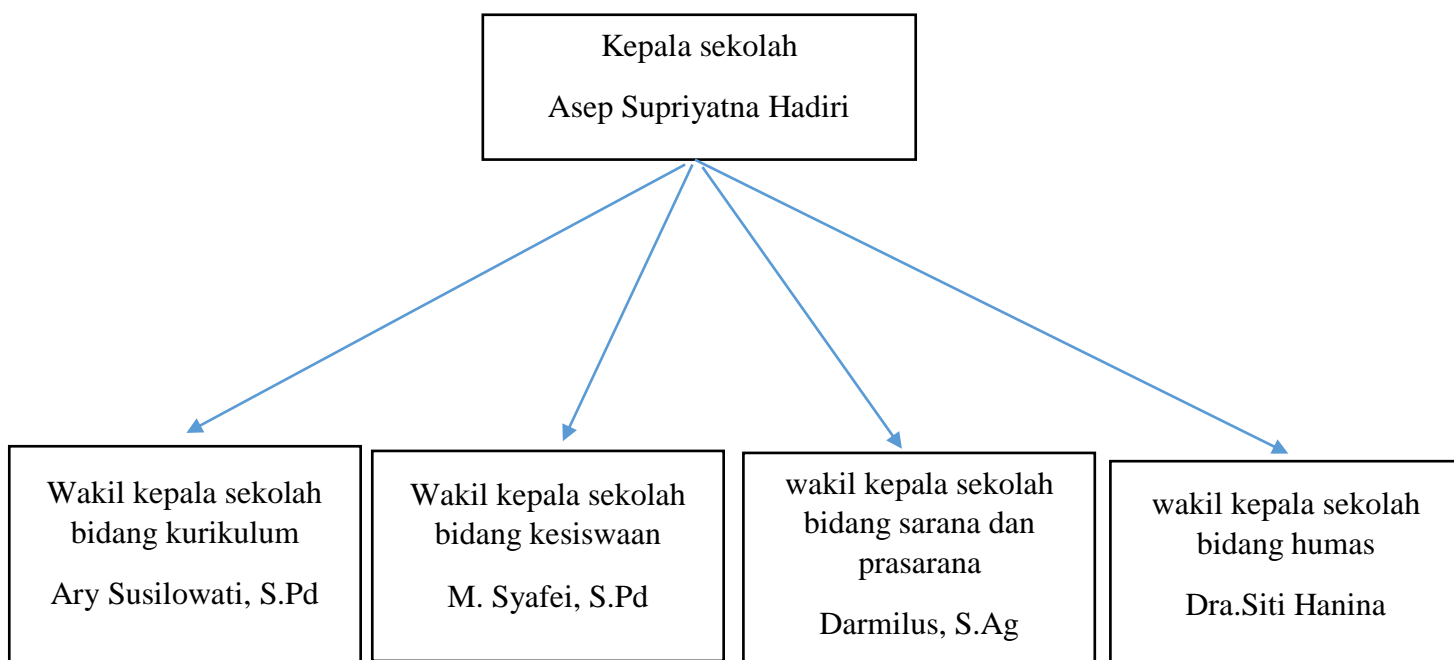 Kepala sekolah
Asep Supriyatna Hadiri
Wakil kepala sekolah
bidang kurikulum
Ary Susilowati, S.Pd
Wakil kepala sekolah
bidang kesiswaan
M. Syafei, S.Pd
wakil kepala sekolah
bidang sarana dan
prasarana
Darmilus, S.Ag
wakil kepala sekolah
bidang humas
Dra.Siti Hanina